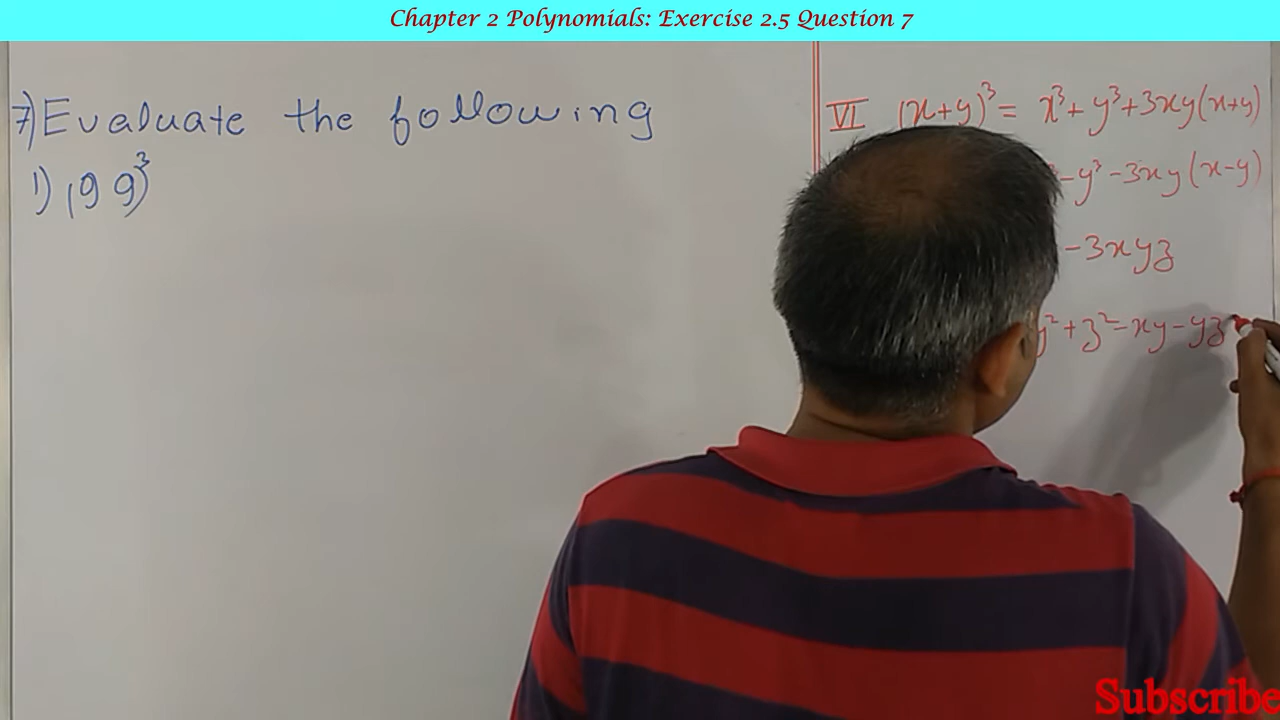 Chapter 2 Polynomials: Exercise 2.5 Question 7
7) Evaluate the following
1) (99)³
VI (x+y)³ = x³+y³+3xy(x+y)
-y³-3xy(x-y)
-3xyz
y²+z²-xy-yz
Subscribe